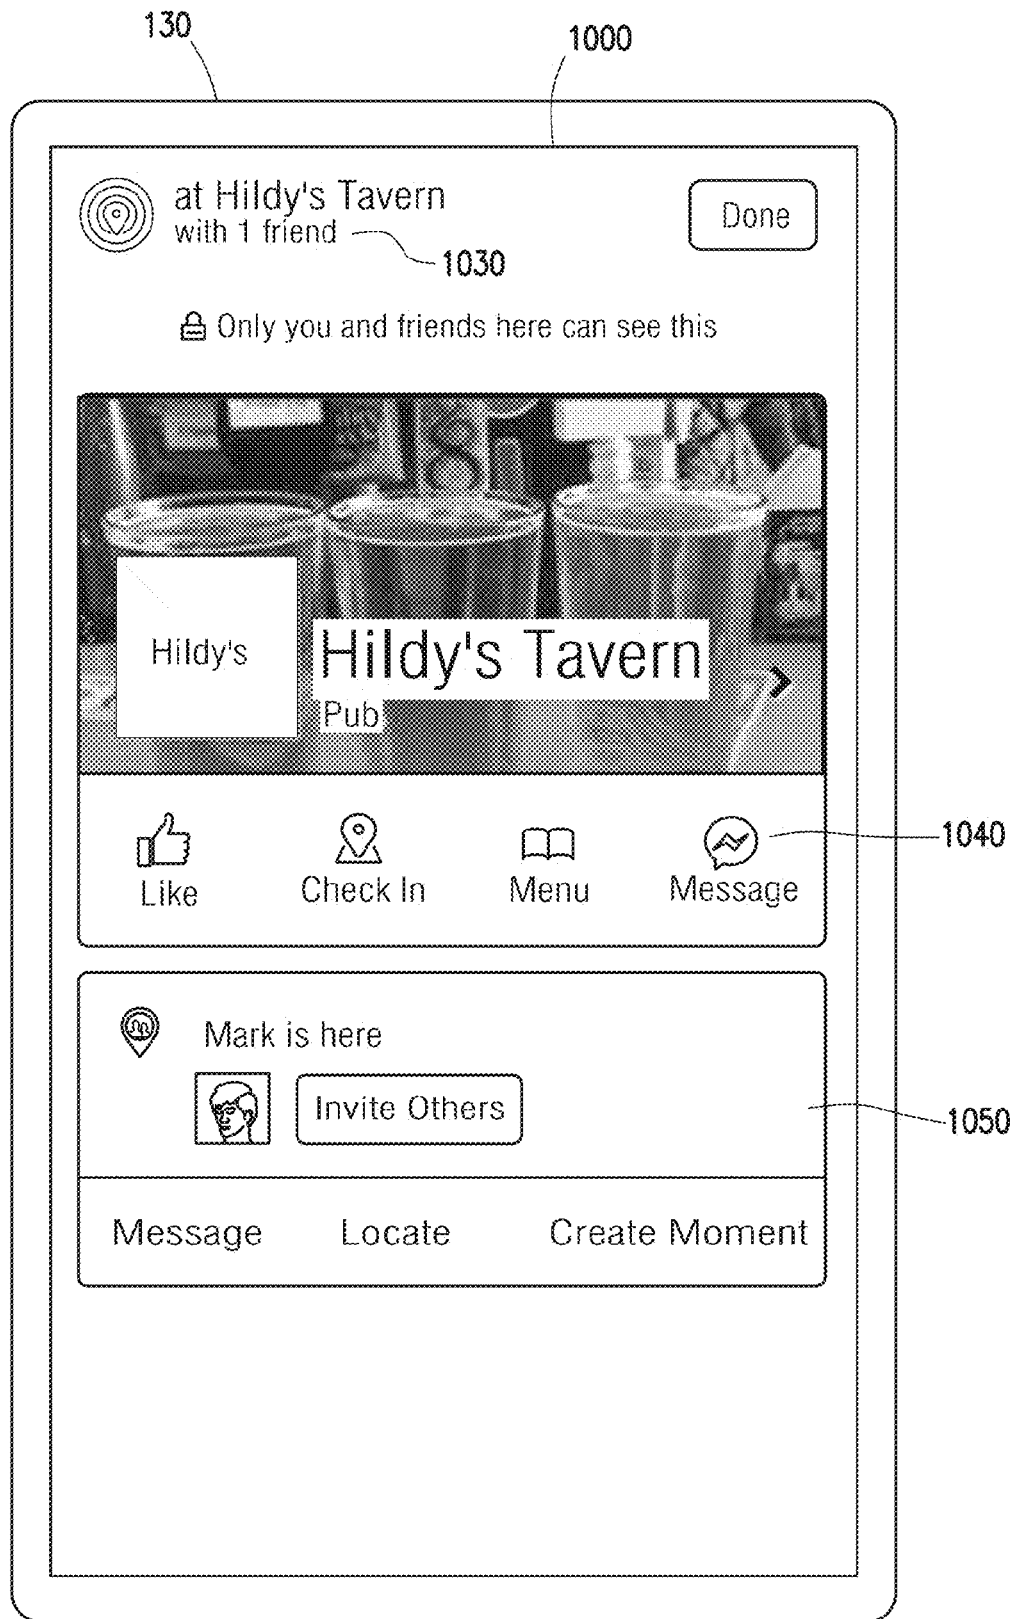 130
1000
at Hildy's Tavern
Done
with 1 friend
1030
Only you and friends here can see this
Hildy's
Hildy's Tavern
Pub
Like
Check In
Menu
Message
1040
Mark is here
Invite Others
1050
Message
Locate
Create Moment